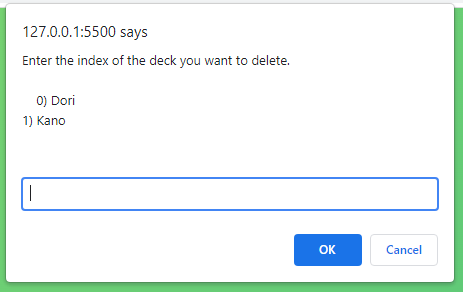 127.0.0.1:5500 says
Enter the index of the deck you want to delete.
0) Dori
1) Kano
OK
Cancel